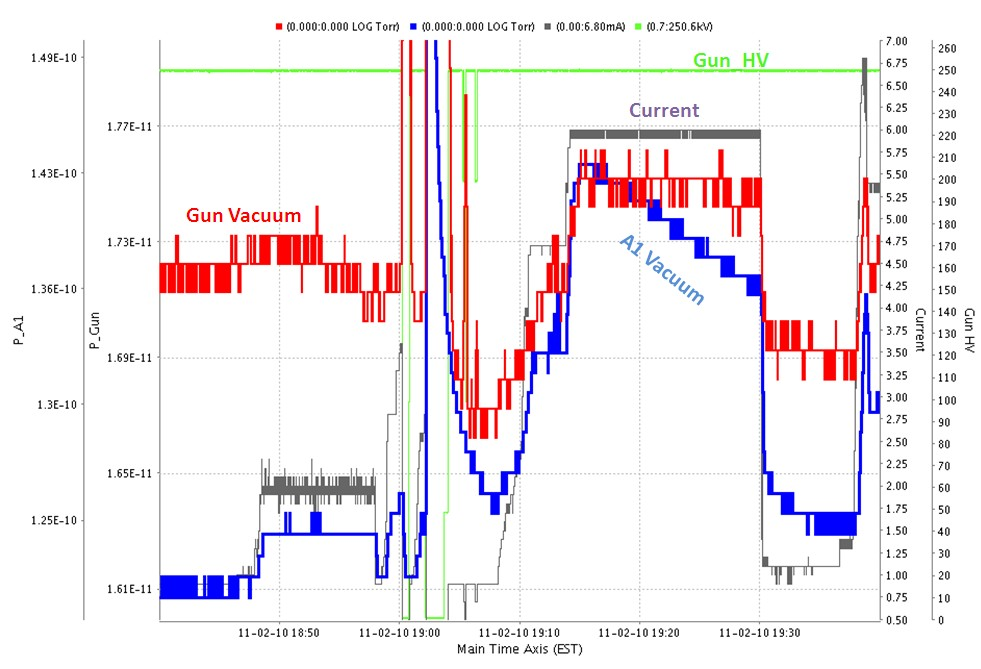 (0.000:0.000 LOG Torr) (0.000:0.000 LOG Torr) (0.00:6.80mA) (0.7:250.6kV)
Gun HV
Current
Gun Vacuum
A1 Vacuum
P_A1
1.49E-10
1.43E-10
1.36E-10
1.3E-10
1.25E-10
P_Gun
1.77E-11
1.73E-11
1.69E-11
1.65E-11
1.61E-11
7.00
6.75
6.50
6.25
6.00
5.75
5.50
5.25
5.00
4.75
4.50
4.25
4.00
3.75
3.50
3.25
3.00
2.75
2.50
2.25
2.00
1.75
1.50
1.25
1.00
0.75
0.50
Current
260
250
240
230
220
210
200
190
180
170
160
150
140
130
120
110
100
90
80
70
60
50
40
30
20
10
0
Gun HV
11-02-10 18:50 11-02-10 19:00 11-02-10 19:10 11-02-10 19:20 11-02-10 19:30
Main Time Axis (EST)